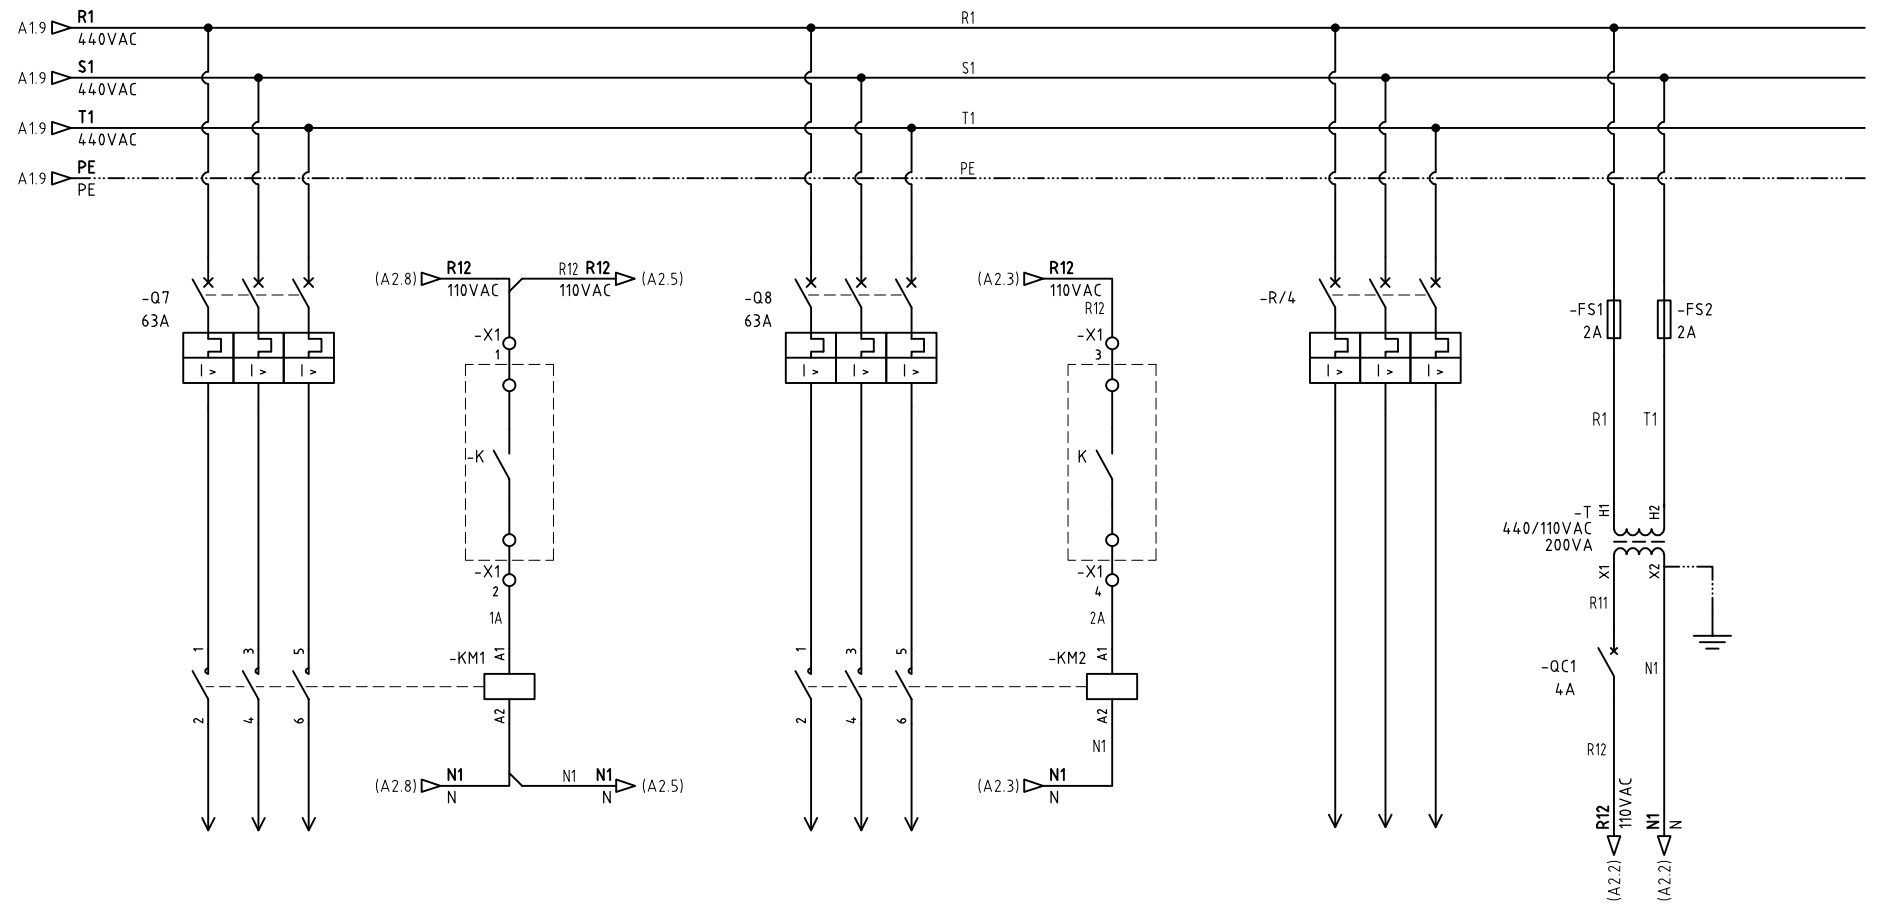 A1.9 R1 R1
440VAC
A1.9 S1 S1
440VAC
A1.9 T1 T1
440VAC
A1.9 PE PE
PE
-Q7
63A
I > I > I >
(A2.8) R12 R12 R12 (A2.5)
110VAC 110VAC
-X1
1
-K
-X1
2
1A
-KM1 A1
A2
1 3 5
2 4 6
(A2.8) N1 N1 N1 (A2.5)
N N
-Q8
63A
I > I > I >
(A2.3) R12
110VAC
R12
-X1
3
K
-X1
4
2A
-KM2 A1
A2
N1
1 3 5
2 4 6
(A2.3) N1
N
-R/4
I > I > I >
-FS1 -FS2
2A 2A
R1 T1
-T H1 H2
440/110VAC
200VA
X1 X2
R11
-QC1
4A
N1
R12
R12
110VAC
N1
N
(A2.2) (A2.2)